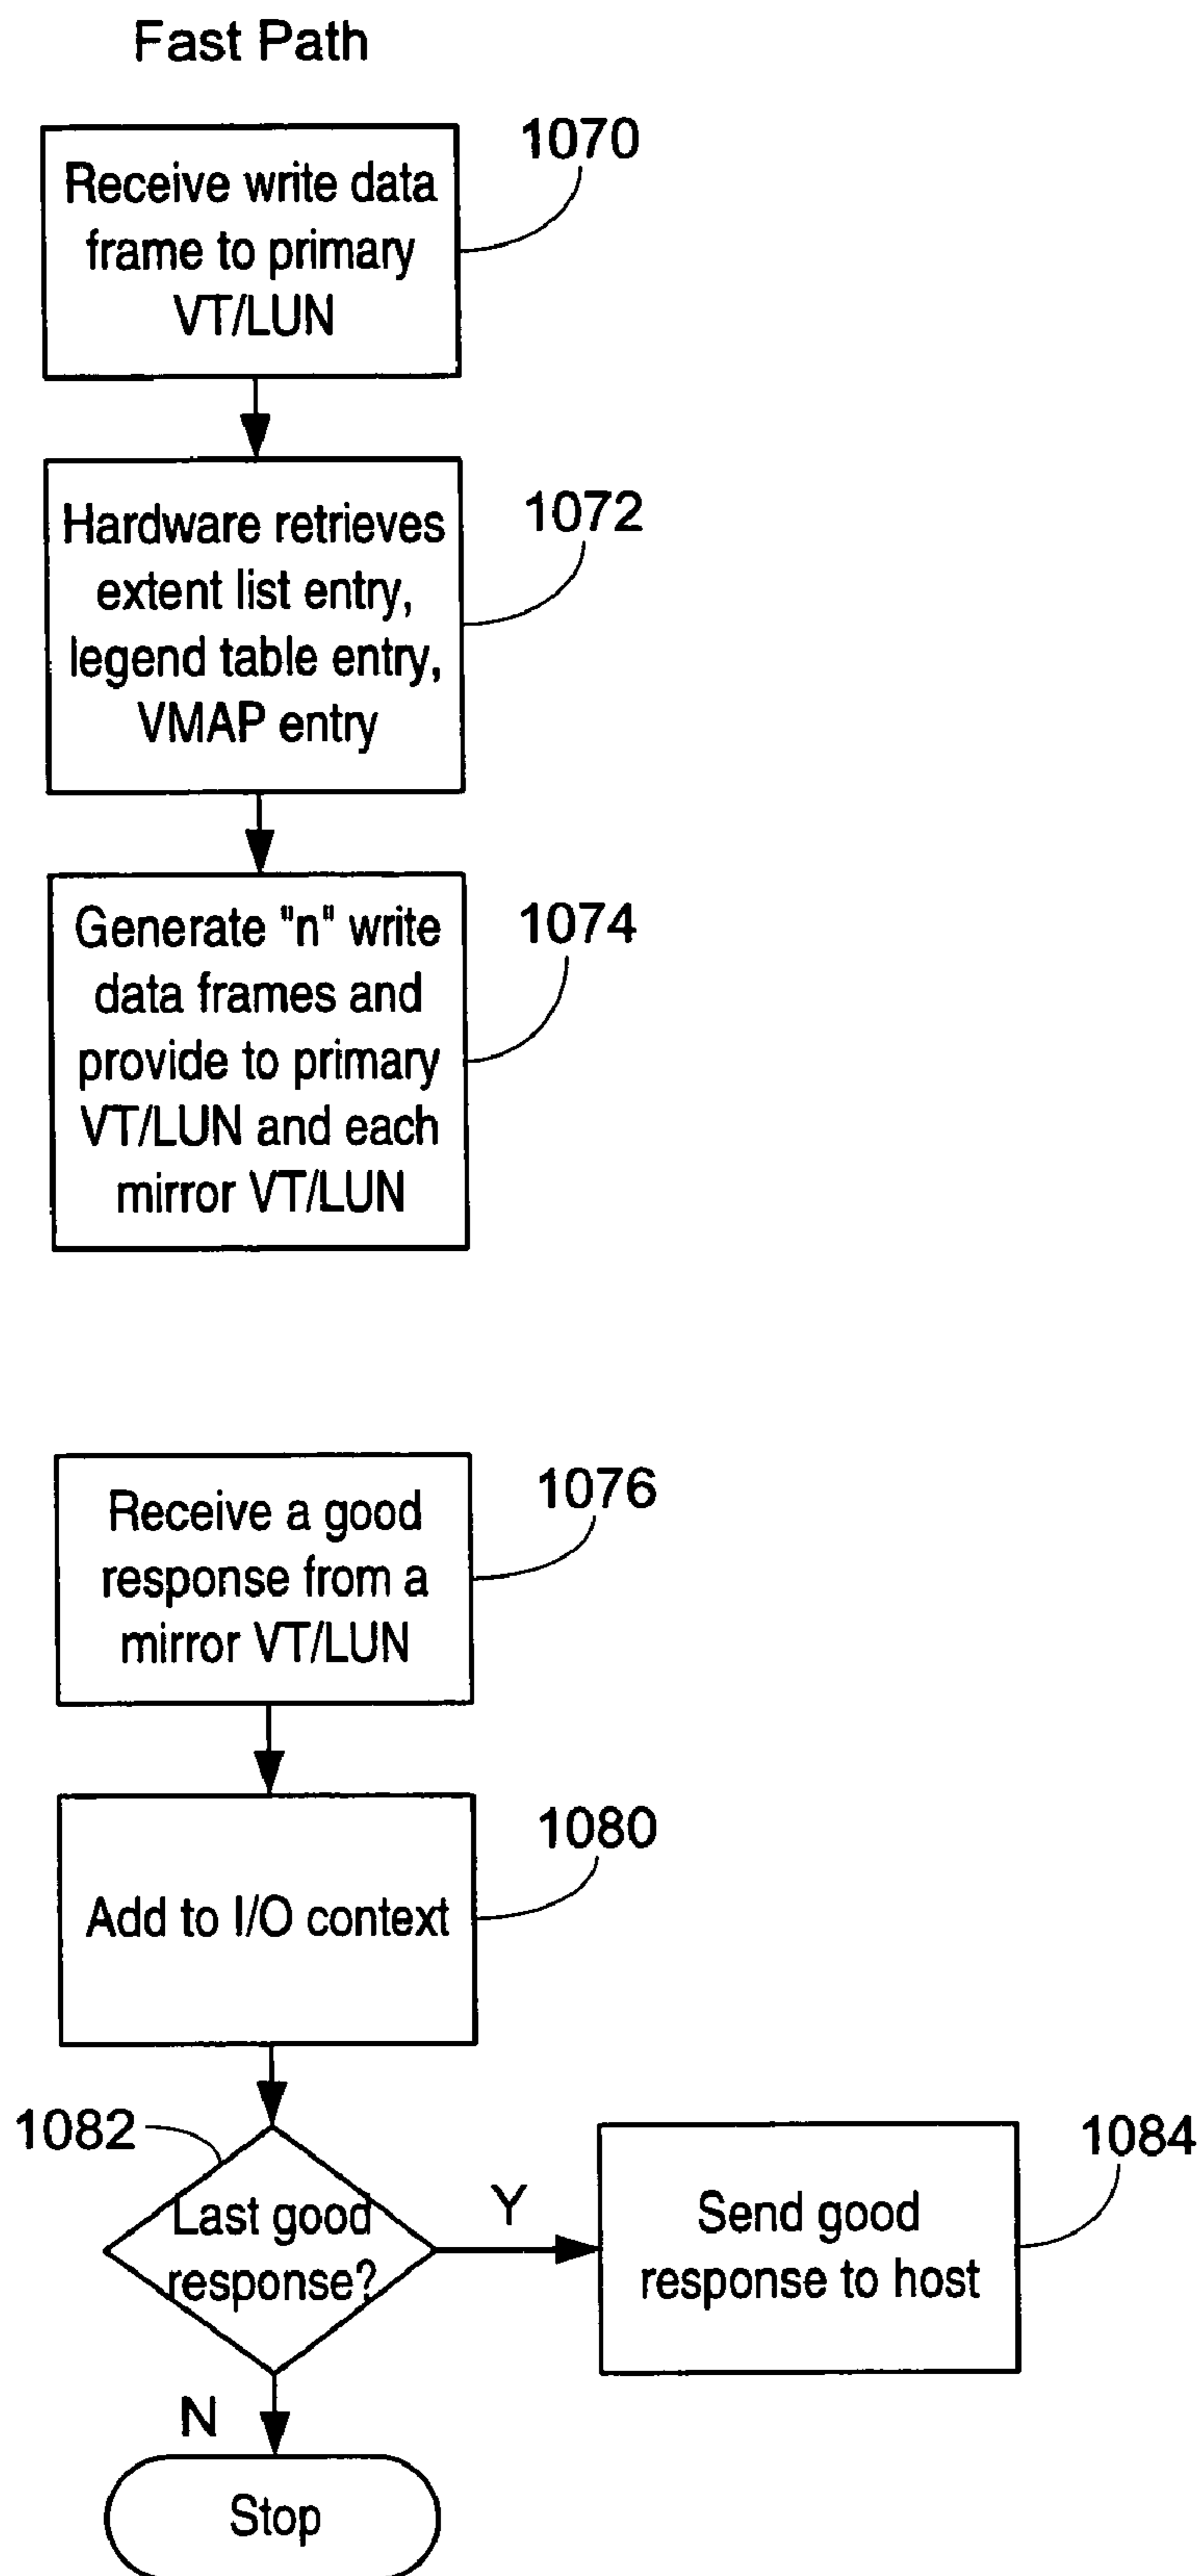 Fast Path
1070
Receive write data
frame to primary
VT/LUN
1072
Hardware retrieves
extent list entry,
legend table entry,
VMAP entry
1074
Generate "n" write
data frames and
provide to primary
VT/LUN and each
mirror VT/LUN
1076
Receive a good
response from a
mirror VT/LUN
1080
Add to I/O context
1082
Last good
response?
Y
1084
Send good
response to host
N
Stop